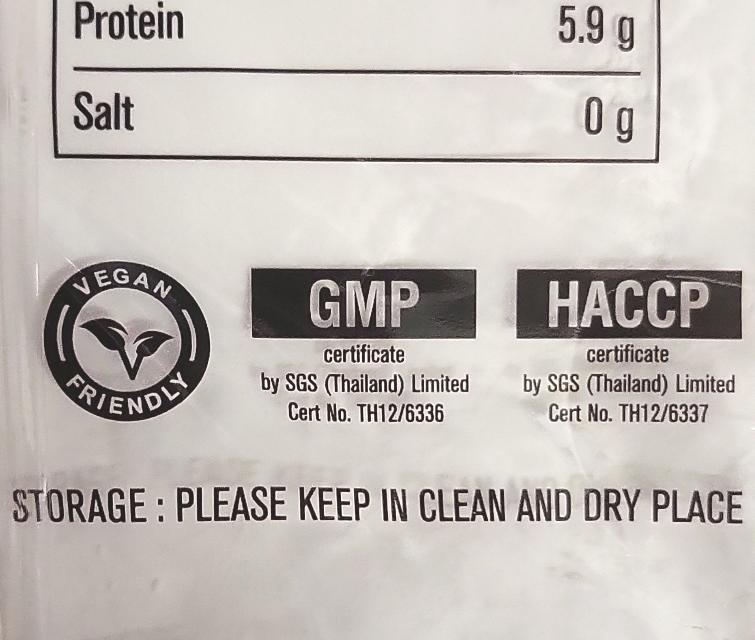 Protein 5.9 g
Salt 0 g
VEGAN
FRIENDLY
GMP
certificate
by SGS (Thailand) Limited
Cert No. TH12/6336
HACCP
certificate
by SGS (Thailand) Limited
Cert No. TH12/6337
STORAGE : PLEASE KEEP IN CLEAN AND DRY PLACE